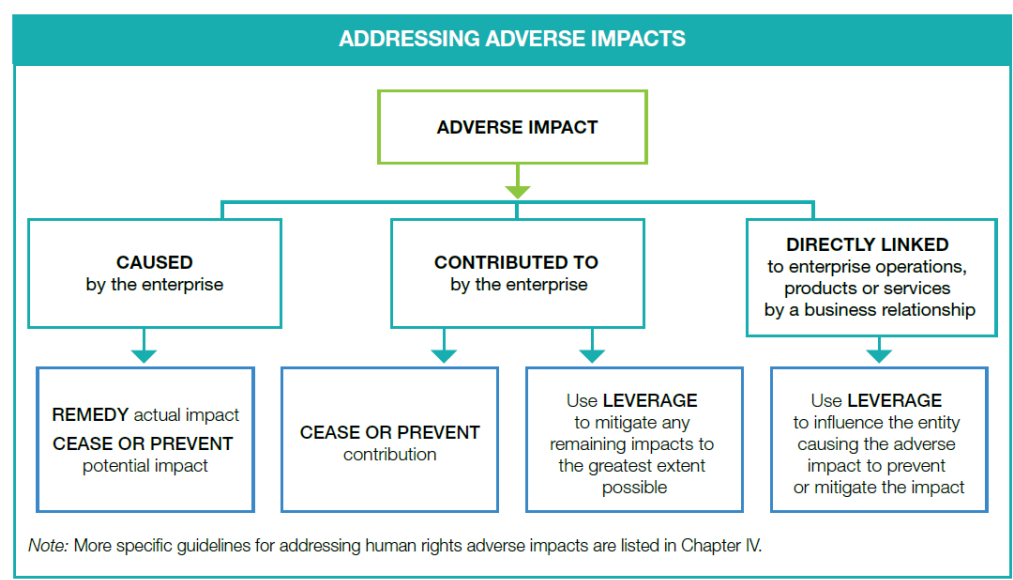 ADDRESSING ADVERSE IMPACTS
ADVERSE IMPACT
CAUSED
by the enterprise
CONTRIBUTED TO
by the enterprise
DIRECTLY LINKED
to enterprise operations,
products or services
by a business relationship
REMEDY actual impact
CEASE OR PREVENT
potential impact
CEASE OR PREVENT
contribution
Use LEVERAGE
to mitigate any
remaining impacts to
the greatest extent
possible
Use LEVERAGE
to influence the entity
causing the adverse
impact to prevent
or mitigate the impact
Note: More specific guidelines for addressing human rights adverse impacts are listed in Chapter IV.